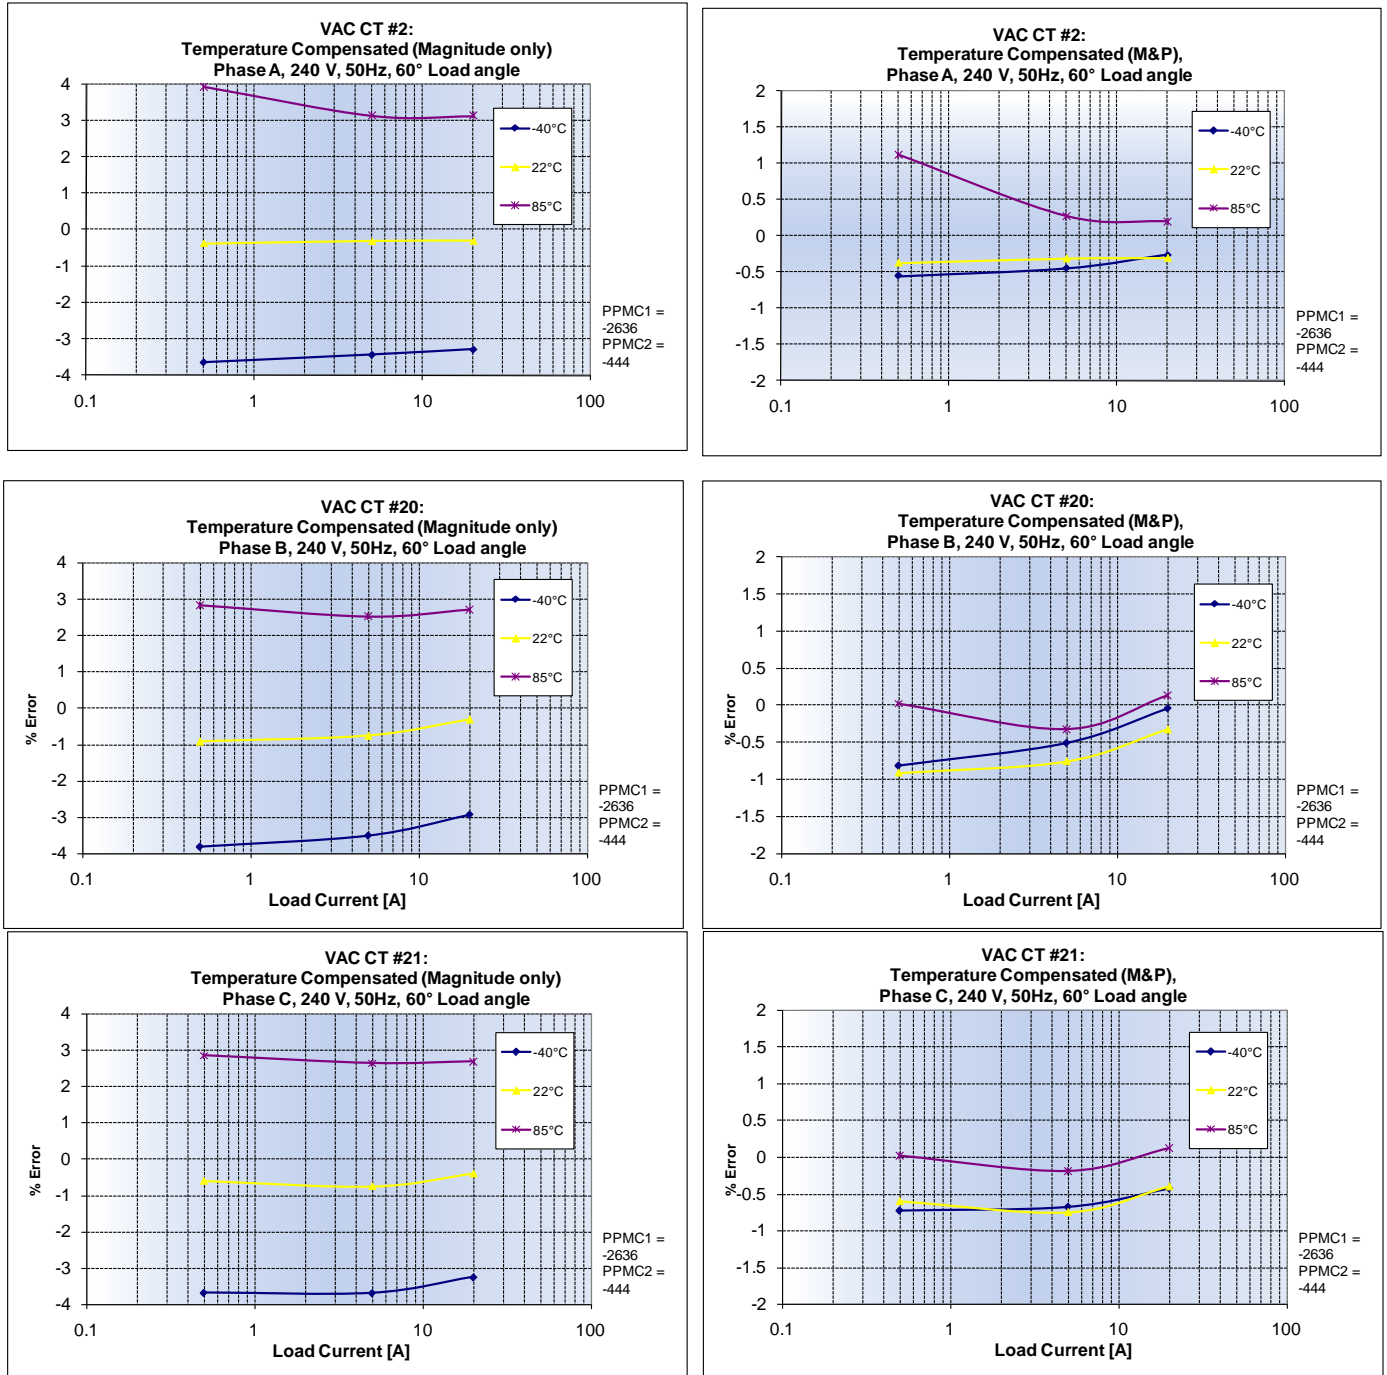 VAC CT #2:
Temperature Compensated (Magnitude only)
Phase A, 240 V, 50Hz, 60° Load angle
4
3
2
1
0
-1
-2
-3
-4
0.1
1
10
100
-40°C
22°C
85°C
PPMC1 =
-2636
PPMC2 =
-444
VAC CT #2:
Temperature Compensated (M&P),
Phase A, 240 V, 50Hz, 60° Load angle
2
1.5
1
0.5
0
-0.5
-1
-1.5
-2
0.1
1
10
100
-40°C
22°C
85°C
PPMC1 =
-2636
PPMC2 =
-444
VAC CT #20:
Temperature Compensated (Magnitude only)
Phase B, 240 V, 50Hz, 60° Load angle
% Error
4
3
2
1
0
-1
-2
-3
-4
0.1
1
10
100
Load Current [A]
-40°C
22°C
85°C
PPMC1 =
-2636
PPMC2 =
-444
VAC CT #20:
Temperature Compensated (M&P),
Phase B, 240 V, 50Hz, 60° Load angle
% Error
2
1.5
1
0.5
0
-0.5
-1
-1.5
-2
0.1
1
10
100
Load Current [A]
-40°C
22°C
85°C
PPMC1 =
-2636
PPMC2 =
-444
VAC CT #21:
Temperature Compensated (Magnitude only)
Phase C, 240 V, 50Hz, 60° Load angle
% Error
4
3
2
1
0
-1
-2
-3
-4
0.1
1
10
100
Load Current [A]
-40°C
22°C
85°C
PPMC1 =
-2636
PPMC2 =
-444
VAC CT #21:
Temperature Compensated (M&P),
Phase C, 240 V, 50Hz, 60° Load angle
% Error
2
1.5
1
0.5
0
-0.5
-1
-1.5
-2
0.1
1
10
100
Load Current [A]
-40°C
22°C
85°C
PPMC1 =
-2636
PPMC2 =
-444